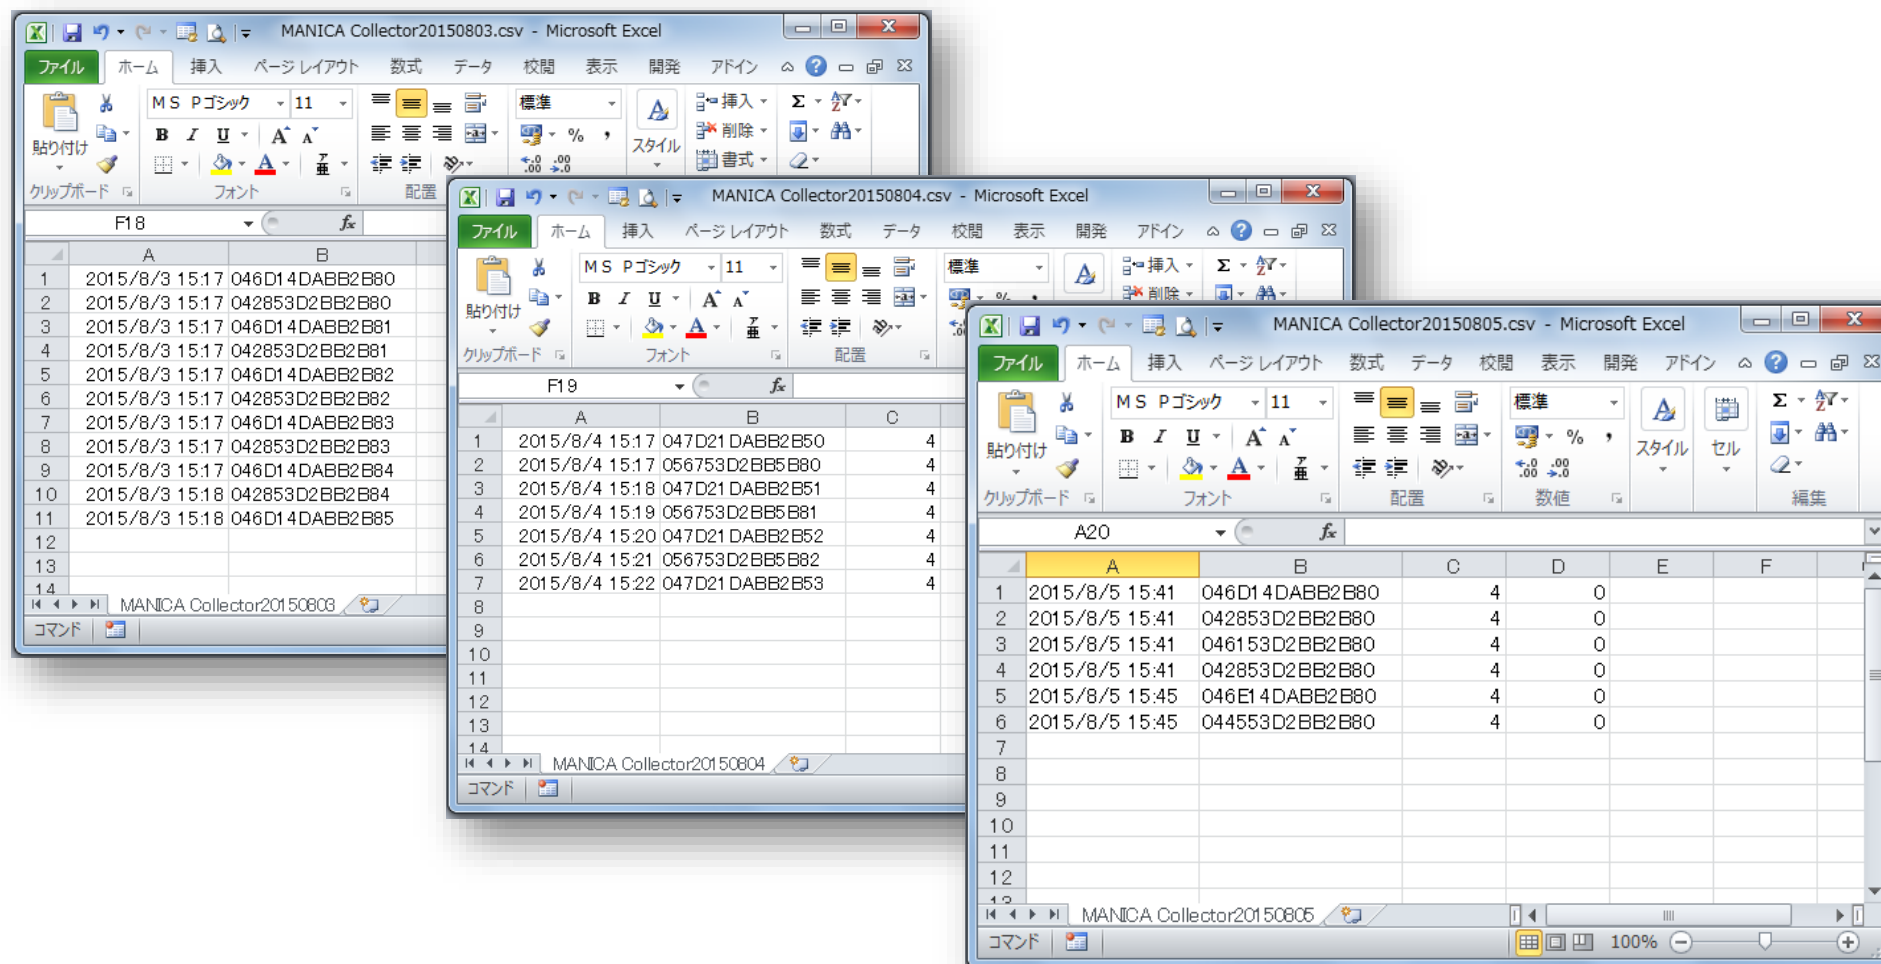 MANICA Collector20150803.csv - Microsoft Excel
ファイル ホーム 挿入 ページ レイアウト 数式 データ 校閲 表示 開発 アドイン
ＭＳ Ｐゴシック 11 標準 挿入
B I U A A % , 削除
貼り付け スタイル 書式
クリップボード フォント 配置
F18 fx
A B
1 2015/8/3 15:17 046D14DABB2B80
2 2015/8/3 15:17 042853D2BB2B80
3 2015/8/3 15:17 046D14DABB2B81
4 2015/8/3 15:17 042853D2BB2B81
5 2015/8/3 15:17 046D14DABB2B82
6 2015/8/3 15:17 042853D2BB2B82
7 2015/8/3 15:17 046D14DABB2B83
8 2015/8/3 15:17 042853D2BB2B83
9 2015/8/3 15:17 046D14DABB2B84
10 2015/8/3 15:18 042853D2BB2B84
11 2015/8/3 15:18 046D14DABB2B85
12
13
14
MANICA Collector20150803
コマンド
MANICA Collector20150804.csv - Microsoft Excel
ファイル ホーム 挿入 ページ レイアウト 数式 データ 校閲 表示 開発 アドイン
ＭＳ Ｐゴシック 11 標準 挿入
B I U A A % , 削除
貼り付け
クリップボード フォント 配置
F19 fx
A B C
1 2015/8/4 15:17 047D21DABB2B50 4
2 2015/8/4 15:17 056753D2BB5B80 4
3 2015/8/4 15:18 047D21DABB2B51 4
4 2015/8/4 15:19 056753D2BB5B81 4
5 2015/8/4 15:20 047D21DABB2B52 4
6 2015/8/4 15:21 056753D2BB5B82 4
7 2015/8/4 15:22 047D21DABB2B53 4
8
9
10
11
12
13
14
MANICA Collector20150804
コマンド
MANICA Collector20150805.csv - Microsoft Excel
ファイル ホーム 挿入 ページ レイアウト 数式 データ 校閲 表示 開発 アドイン
ＭＳ Ｐゴシック 11 標準
B I U A A % ,
貼り付け スタイル セル
クリップボード フォント 配置 数値 編集
A20 fx
A B C D E F
1 2015/8/5 15:41 046D14DABB2B80 4 0
2 2015/8/5 15:41 042853D2BB2B80 4 0
3 2015/8/5 15:41 046153D2BB2B80 4 0
4 2015/8/5 15:41 042853D2BB2B80 4 0
5 2015/8/5 15:45 046E14DABB2B80 4 0
6 2015/8/5 15:45 044553D2BB2B80 4 0
7
8
9
10
11
12
MANICA Collector20150805
コマンド 100%